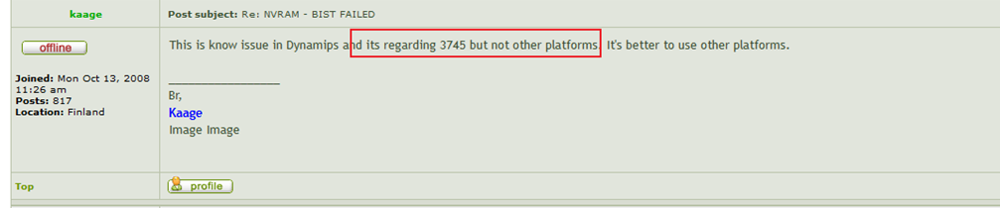 kaage
Post subject: Re: NVRAM - BIST FAILED
offline
This is know issue in Dynamips and its regarding 3745 but not other platforms. It's better to use other platforms.
Joined: Mon Oct 13, 2008
11:26 am
Posts: 817
Location: Finland
Br,
Kaage
Image Image
Top
profile